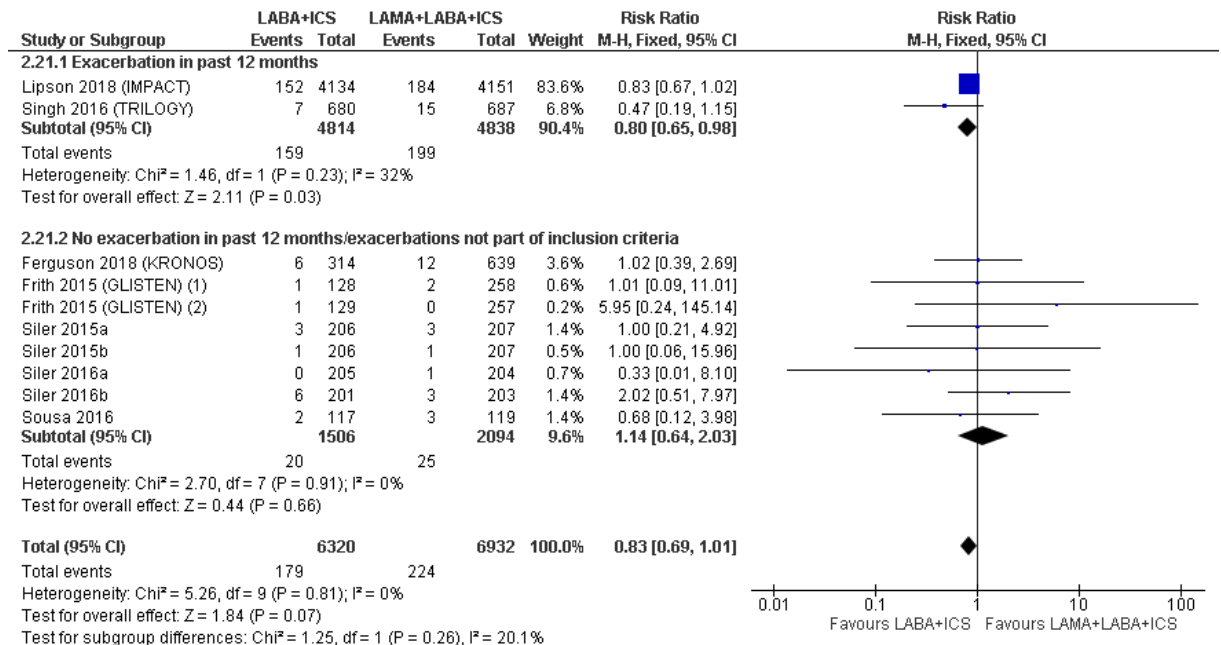 LABA+ICS LAMA+LABA+ICS Risk Ratio Risk Ratio
Study or Subgroup Events Total Events Total Weight M-H, Fixed, 95% CI M-H, Fixed, 95% CI
2.21.1 Exacerbation in past 12 months
Lipson 2018 (IMPACT) 152 4134 184 4151 83.6% 0.83 [0.67, 1.02]
Singh 2016 (TRILOGY) 7 680 15 687 6.8% 0.47 [0.19, 1.15]
Subtotal (95% CI) 4814 4838 90.4% 0.80 [0.65, 0.98]
Total events 159 199
Heterogeneity: Chi² = 1.46, df = 1 (P = 0.23); I² = 32%
Test for overall effect: Z = 2.11 (P = 0.03)
2.21.2 No exacerbation in past 12 months/exacerbations not part of inclusion criteria
Ferguson 2018 (KRONOS) 6 314 12 639 3.6% 1.02 [0.39, 2.69]
Frith 2015 (GLISTEN) (1) 1 128 2 258 0.6% 1.01 [0.09, 11.01]
Frith 2015 (GLISTEN) (2) 1 129 0 257 0.2% 5.95 [0.24, 145.14]
Siler 2015a 3 206 3 207 1.4% 1.00 [0.21, 4.92]
Siler 2015b 1 206 1 207 0.5% 1.00 [0.06, 15.96]
Siler 2016a 0 205 1 204 0.7% 0.33 [0.01, 8.10]
Siler 2016b 6 201 3 203 1.4% 2.02 [0.51, 7.97]
Sousa 2016 2 117 3 119 1.4% 0.68 [0.12, 3.98]
Subtotal (95% CI) 1506 2094 9.6% 1.14 [0.64, 2.03]
Total events 20 25
Heterogeneity: Chi² = 2.70, df = 7 (P = 0.91); I² = 0%
Test for overall effect: Z = 0.44 (P = 0.66)
Total (95% CI) 6320 6932 100.0% 0.83 [0.69, 1.01]
Total events 179 224
Heterogeneity: Chi² = 5.26, df = 9 (P = 0.81); I² = 0%
Test for overall effect: Z = 1.84 (P = 0.07)
Test for subgroup differences: Chi² = 1.25, df = 1 (P = 0.26), I² = 20.1%
0.01 0.1 1 10 100
Favours LABA+ICS Favours LAMA+LABA+ICS